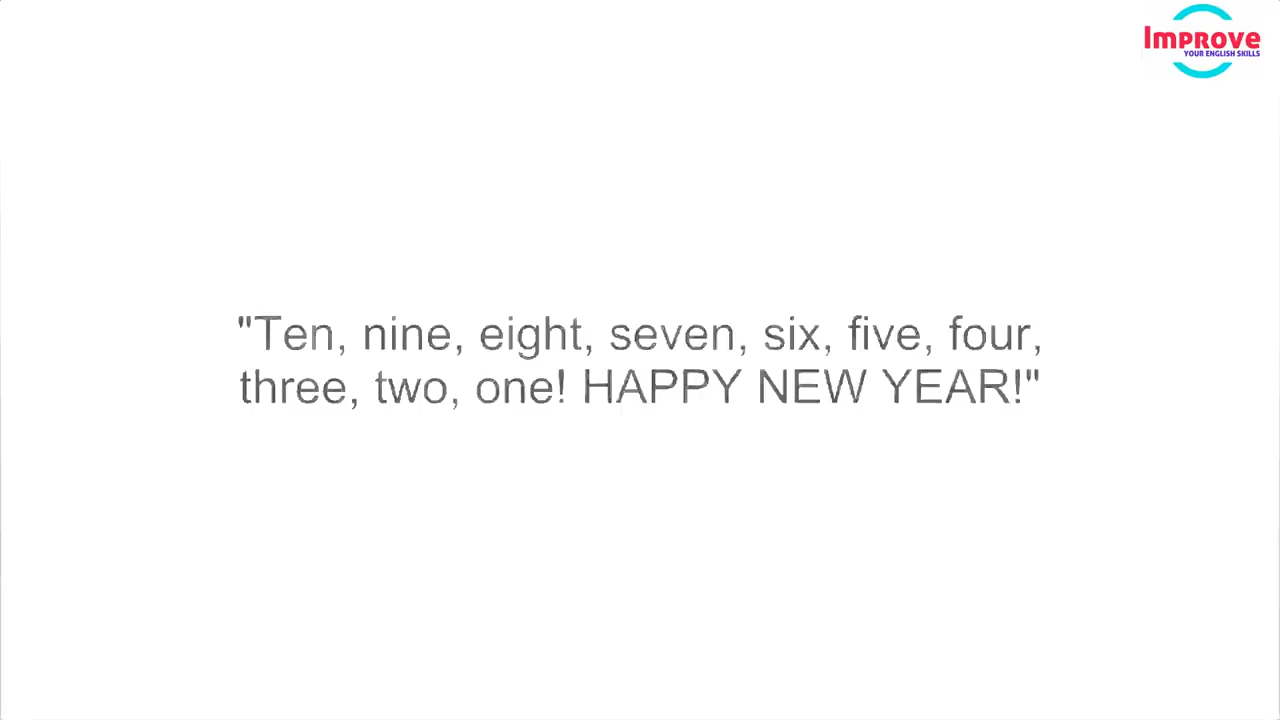 Improve
YOUR ENGLISH SKILLS
"Ten, nine, eight, seven, six, five, four,
three, two, one! HAPPY NEW YEAR!"